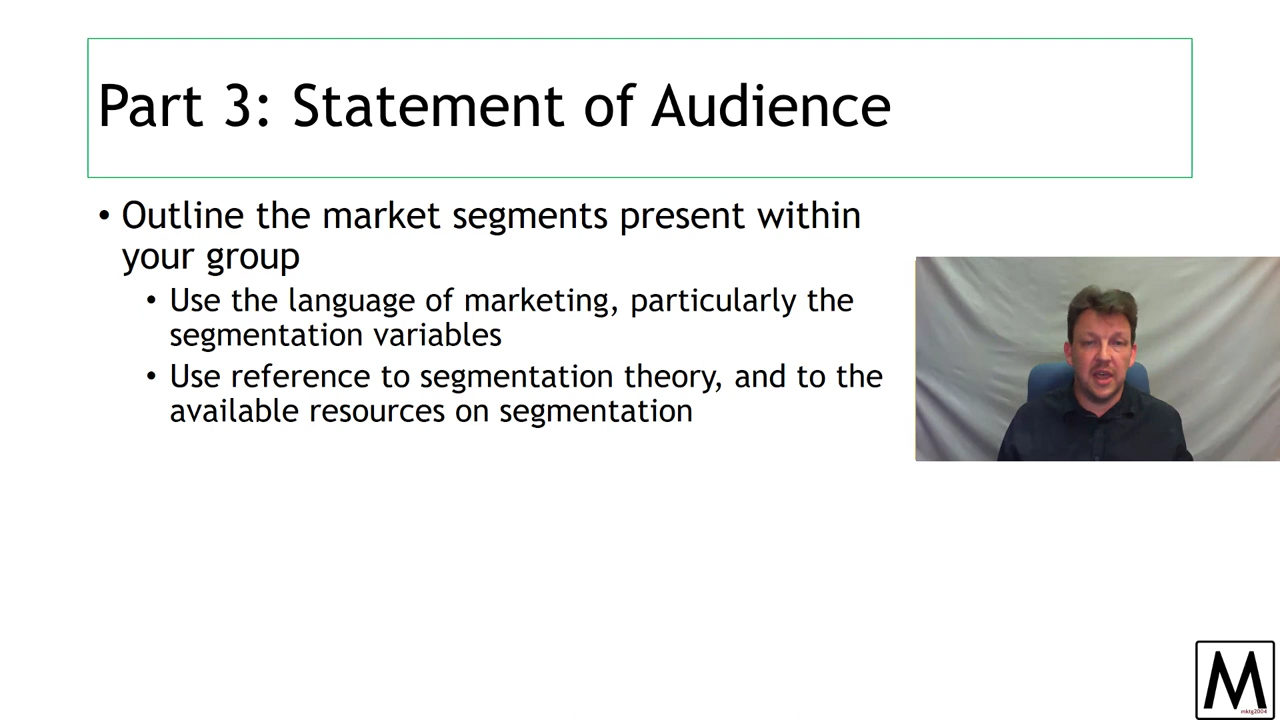 Part 3: Statement of Audience
• Outline the market segments present within
your group
• Use the language of marketing, particularly the
segmentation variables
• Use reference to segmentation theory, and to the
available resources on segmentation
M
mktg2004